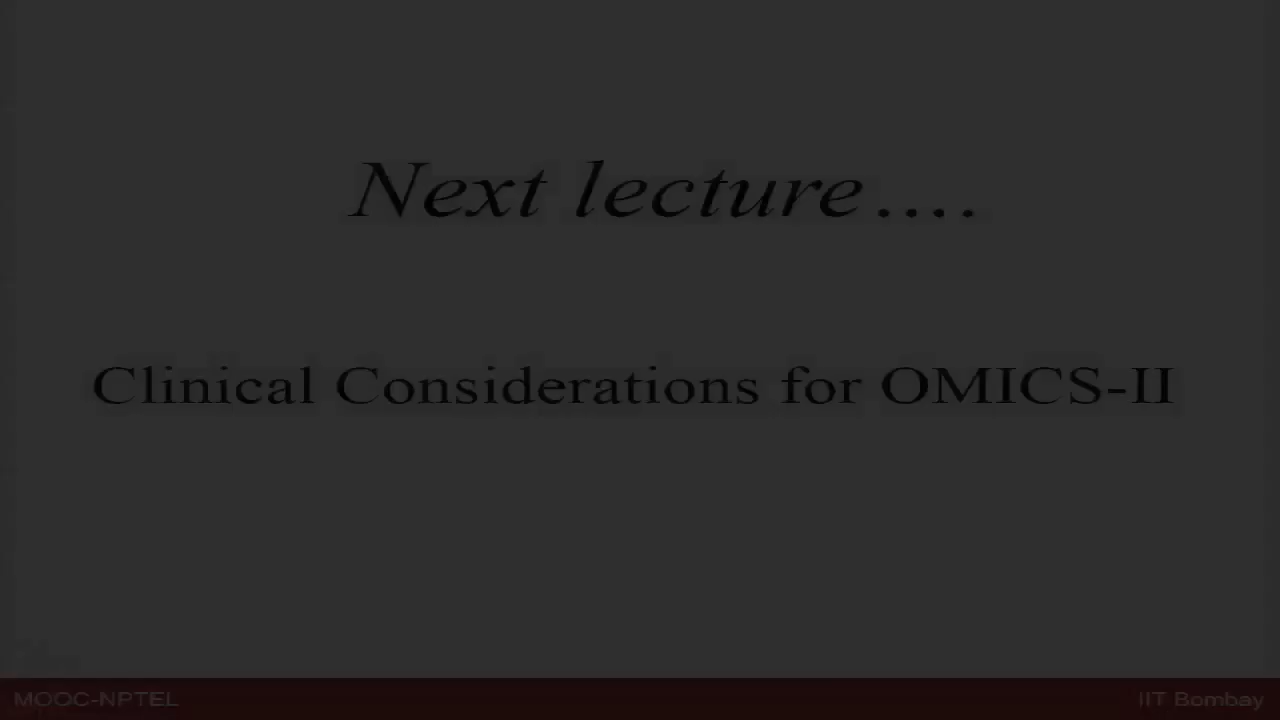 Next lecture....
Clinical Considerations for OMICS-II
MOOC-NPTEL
IIT Bombay